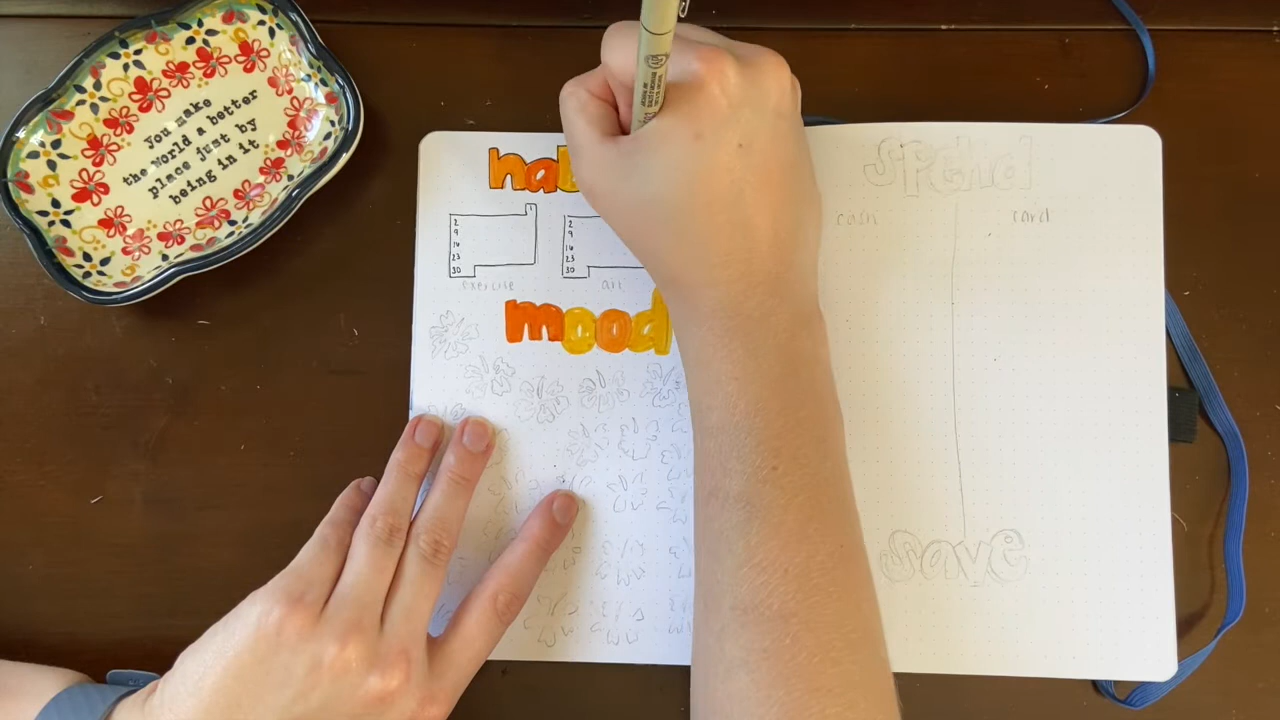 you make
the world a better
place just by
being in it
hab
1
2
9
16
23
30
2
9
16
23
30
exercise
art
mood
spend
cash
card
save